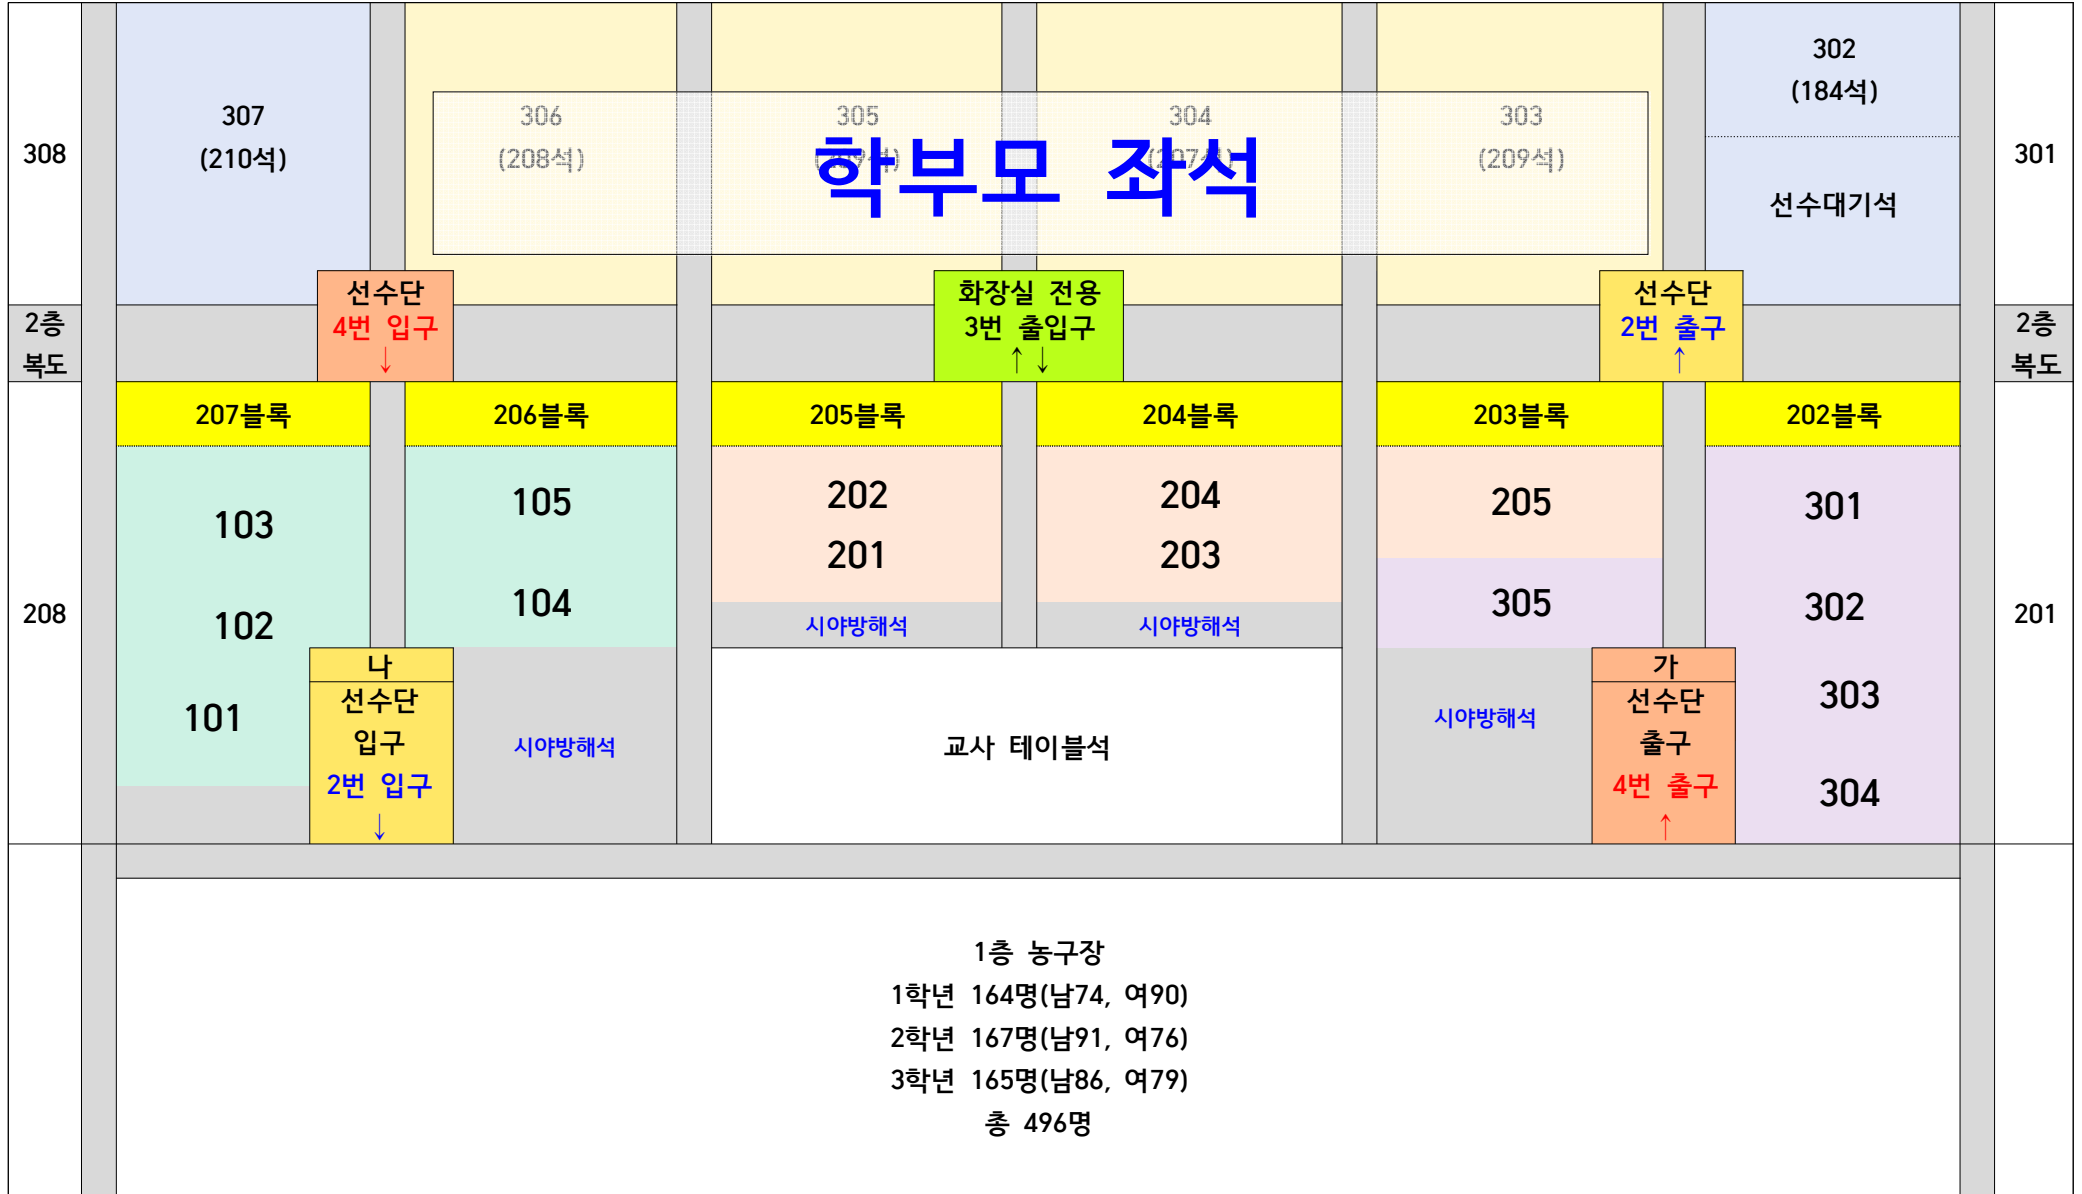 308
307
(210석)
306
(208석)
305
304
303
(209석)
학부모 좌석
302
(184석)
선수대기석
301
2층
복도
선수단
4번 입구
↓
화장실 전용
3번 출입구
↑↓
선수단
2번 출구
↑
2층
복도
207블록
206블록
205블록
204블록
203블록
202블록
208
103
102
101
105
104
시야방해석
202
201
시야방해석
204
203
시야방해석
205
305
시야방해석
301
302
303
304
201
나
선수단
입구
2번 입구
↓
교사 테이블석
가
선수단
출구
4번 출구
↑
1층 농구장
1학년 164명(남74, 여90)
2학년 167명(남91, 여76)
3학년 165명(남86, 여79)
총 496명